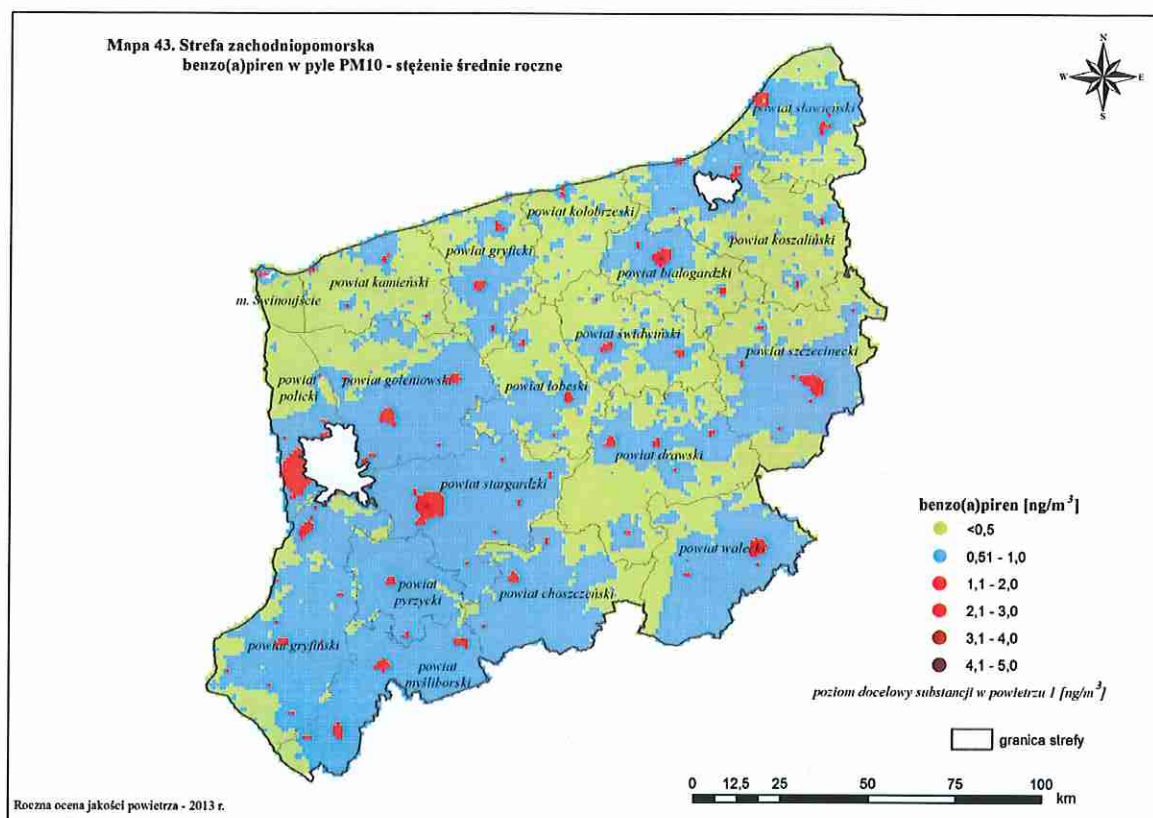 Mapa 43. Strefa zachodniopomorska
benzo(a)piren w pyle PM10 - stężenie średnie roczne
N
W
E
S
powiat sławieński
powiat kołobrzeski
powiat koszaliński
powiat gryficki
powiat białogardzki
powiat kamieński
m. Świnoujście
powiat świdwiński
powiat szczecinecki
powiat policki
powiat goleniowski
powiat łobeski
powiat drawski
powiat stargardzki
powiat wałecki
powiat pyrzycki
powiat choszczeński
powiat gryfiński
powiat myśliborski
benzo(a)piren [ng/m³]
<0,5
0,51 - 1,0
1,1 - 2,0
2,1 - 3,0
3,1 - 4,0
4,1 - 5,0
poziom docelowy substancji w powietrzu 1 [ng/m³]
granica strefy
0 12,5 25 50 75 100
km
Roczna ocena jakości powietrza - 2013 r.